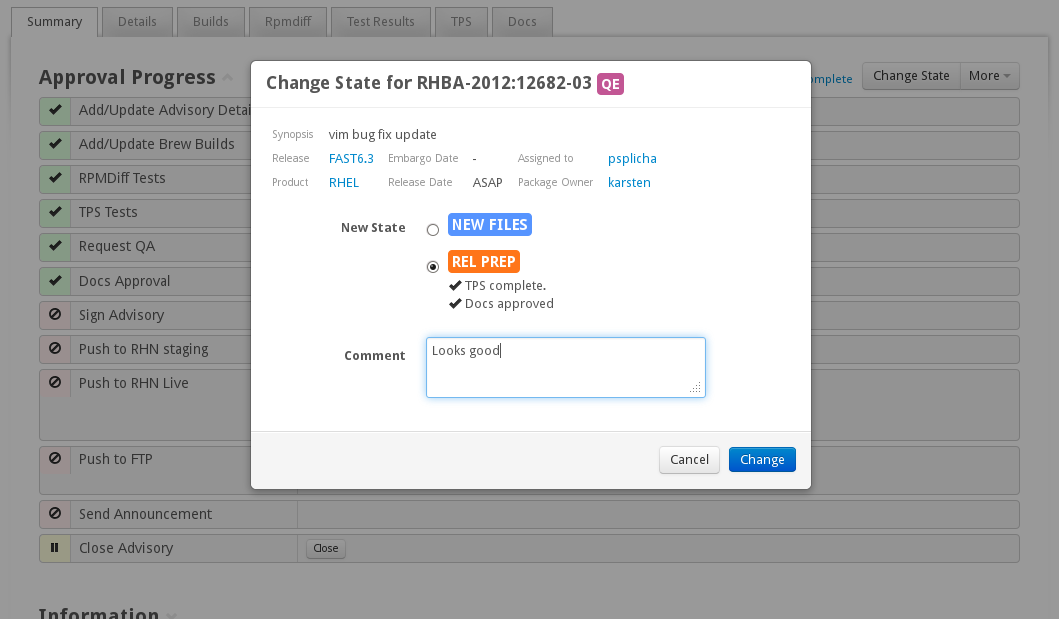 Summary Details Builds Rpmdiff Test Results TPS Docs
Approval Progress
Change State More
Add/Update Advisory
Add/Update Brew Builds
RPMDiff Tests
TPS Tests
Request QA
Docs Approval
Sign Advisory
Push to RHN staging
Push to RHN Live
Push to FTP
Send Announcement
Close Advisory Close
Information
Change State for RHBA-2012:12682-03 QE
Synopsis vim bug fix update
Release FAST6.3 Embargo Date - Assigned to psplicha
Product RHEL Release Date ASAP Package Owner karsten
New State NEW FILES
REL PREP
TPS complete.
Docs approved
Comment Looks good
Cancel Change